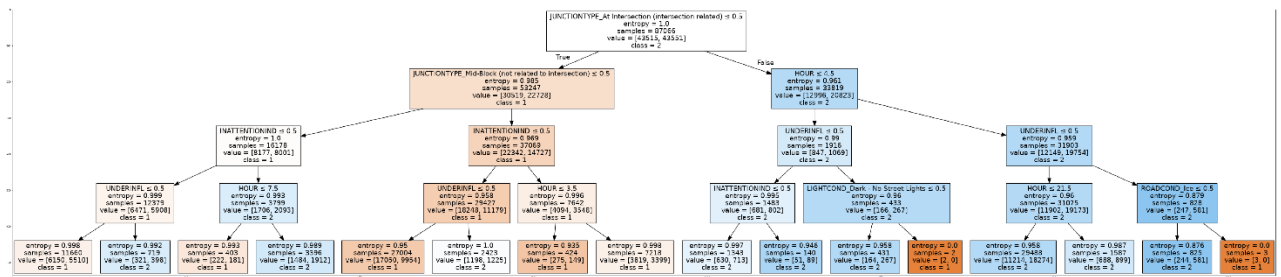 JUNCTIONTYPE_At Intersection (intersection related) ≤ 0.5
entropy = 1.0
samples = 87066
value = [43515, 43551]
class = 2
True
False
JUNCTIONTYPE_Mid-Block (not related to intersection) ≤ 0.5
entropy = 0.985
samples = 53247
value = [30519, 22728]
class = 1
HOUR ≤ 4.5
entropy = 0.961
samples = 33819
value = [12996, 20823]
class = 2
INATTENTIONIND ≤ 0.5
entropy = 1.0
samples = 16178
value = [8177, 8001]
class = 1
INATTENTIONIND ≤ 0.5
entropy = 0.969
samples = 37069
value = [22342, 14727]
class = 1
UNDERINFL ≤ 0.5
entropy = 0.99
samples = 1916
value = [847, 1069]
class = 2
UNDERINFL ≤ 0.5
entropy = 0.959
samples = 31903
value = [12149, 19754]
class = 2
UNDERINFL ≤ 0.5
entropy = 0.999
samples = 12379
value = [6471, 5908]
class = 1
HOUR ≤ 7.5
entropy = 0.993
samples = 3799
value = [1706, 2093]
class = 2
UNDERINFL ≤ 0.5
entropy = 0.958
samples = 29427
value = [18248, 11179]
class = 1
HOUR ≤ 3.5
entropy = 0.996
samples = 7642
value = [4094, 3548]
class = 1
INATTENTIONIND ≤ 0.5
entropy = 0.995
samples = 1483
value = [681, 802]
class = 2
LIGHTCOND_Dark - No Street Lights ≤ 0.5
entropy = 0.96
samples = 433
value = [166, 267]
class = 2
HOUR ≤ 21.5
entropy = 0.96
samples = 31075
value = [11902, 19173]
class = 2
ROADCOND_Ice ≤ 0.5
entropy = 0.879
samples = 828
value = [247, 581]
class = 2
entropy = 0.998
samples = 11660
value = [6150, 5510]
class = 1
entropy = 0.992
samples = 719
value = [321, 398]
class = 2
entropy = 0.993
samples = 403
value = [222, 181]
class = 1
entropy = 0.989
samples = 3396
value = [1484, 1912]
class = 2
entropy = 0.95
samples = 27004
value = [17050, 9954]
class = 1
entropy = 1.0
samples = 2423
value = [1198, 1225]
class = 2
entropy = 0.935
samples = 424
value = [275, 149]
class = 1
entropy = 0.998
samples = 7218
value = [3819, 3399]
class = 1
entropy = 0.997
samples = 1343
value = [630, 713]
class = 2
entropy = 0.946
samples = 140
value = [51, 89]
class = 2
entropy = 0.958
samples = 431
value = [164, 267]
class = 2
entropy = 0.0
samples = 2
value = [2, 0]
class = 1
entropy = 0.958
samples = 29488
value = [11214, 18274]
class = 2
entropy = 0.987
samples = 1587
value = [688, 899]
class = 2
entropy = 0.876
samples = 825
value = [244, 581]
class = 2
entropy = 0.0
samples = 3
value = [3, 0]
class = 1